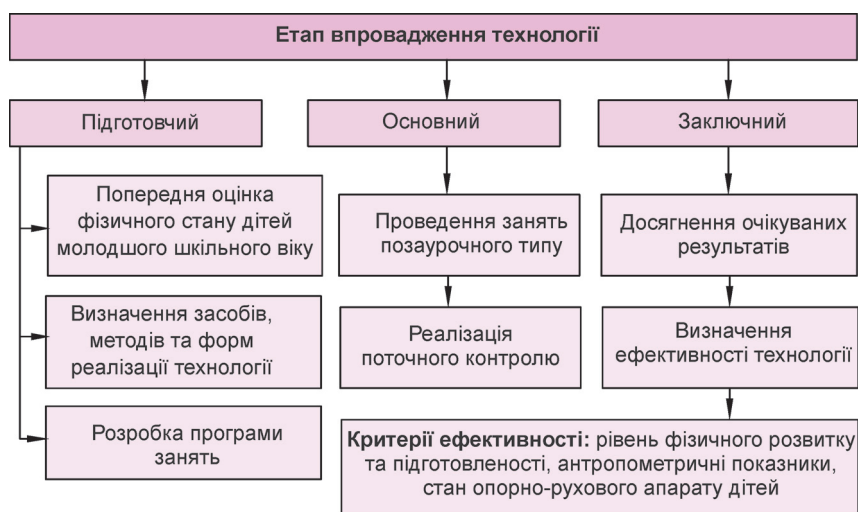 Етап впровадження технології
Підготовчий
Основний
Заключний
Попередня оцінка
фізичного стану дітей
молодшого шкільного віку
Визначення засобів,
методів та форм
реалізації технології
Розробка програми
занять
Проведення занять
позаурочного типу
Реалізація
поточного контролю
Досягнення очікуваних
результатів
Визначення
ефективності технології
Критерії ефективності: рівень фізичного розвитку
та підготовленості, антропометричні показники,
стан опорно-рухового апарату дітей